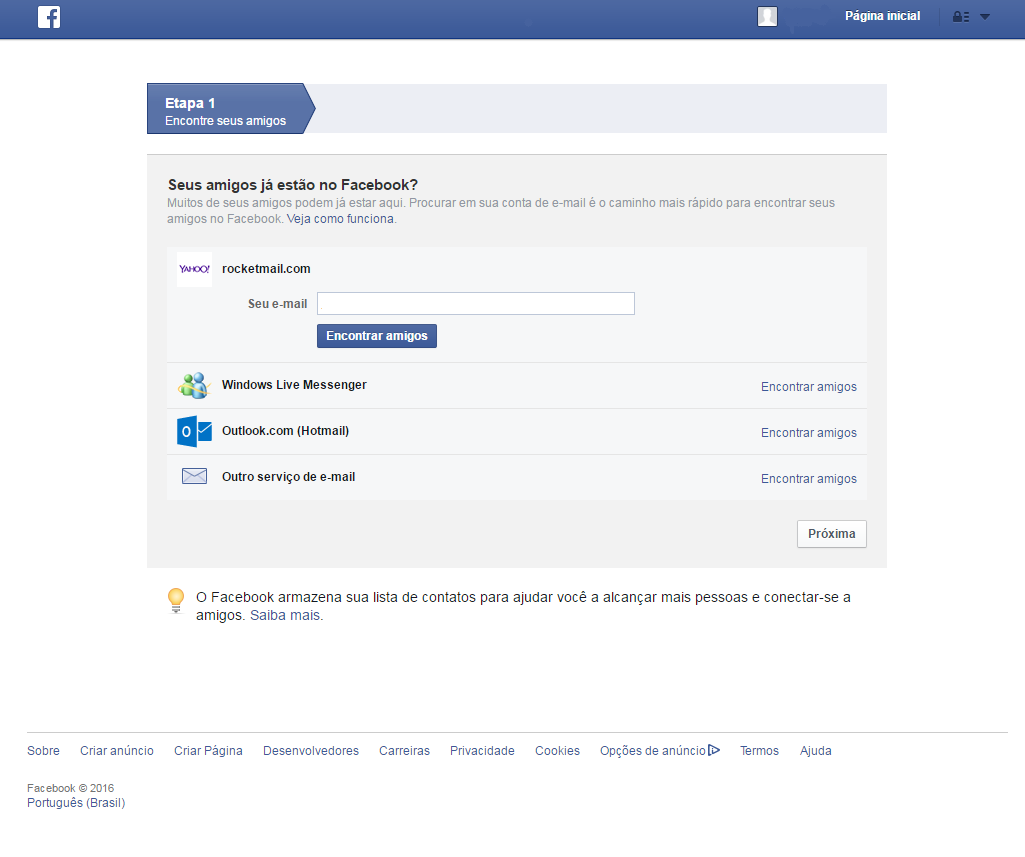 Página inicial
Etapa 1
Encontre seus amigos
Seus amigos já estão no Facebook?
Muitos de seus amigos podem já estar aqui. Procurar em sua conta de e-mail é o caminho mais rápido para encontrar seus
amigos no Facebook. Veja como funciona.
YAHOO!
rocketmail.com
Seu e-mail
Encontrar amigos
Windows Live Messenger
Encontrar amigos
Outlook.com (Hotmail)
Encontrar amigos
Outro serviço de e-mail
Encontrar amigos
Próxima
O Facebook armazena sua lista de contatos para ajudar você a alcançar mais pessoas e conectar-se a
amigos. Saiba mais.
Sobre Criar anúncio Criar Página Desenvolvedores Carreiras Privacidade Cookies Opções de anúncio Termos Ajuda
Facebook © 2016
Português (Brasil)